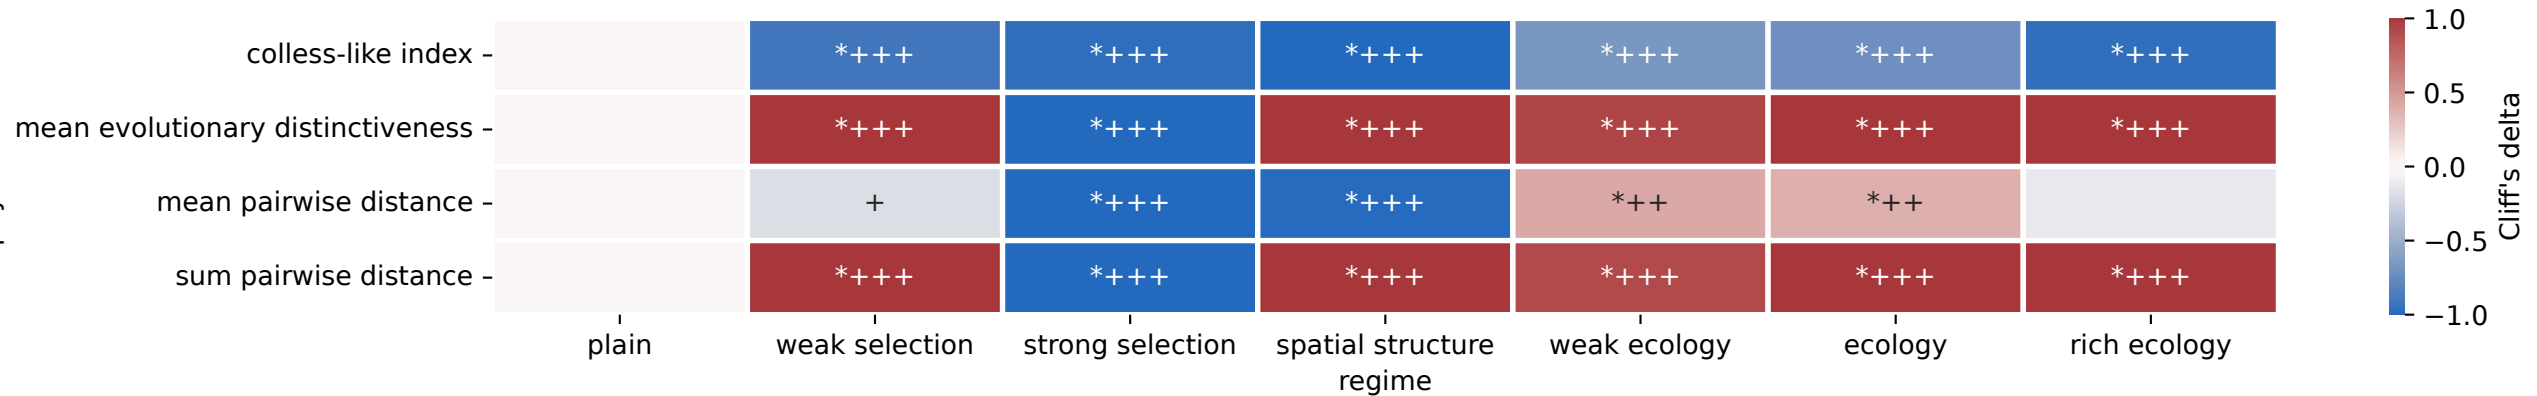 colless-like index *+++ *+++ *+++ *+++ *+++ *+++
mean evolutionary distinctiveness *+++ *+++ *+++ *+++ *+++ *+++
mean pairwise distance + *+++ *+++ *++ *++
sum pairwise distance *+++ *+++ *+++ *+++ *+++ *+++
plain weak selection strong selection spatial structure weak ecology ecology rich ecology
regime
1.0
0.5
0.0
−0.5
−1.0
Cliff's delta